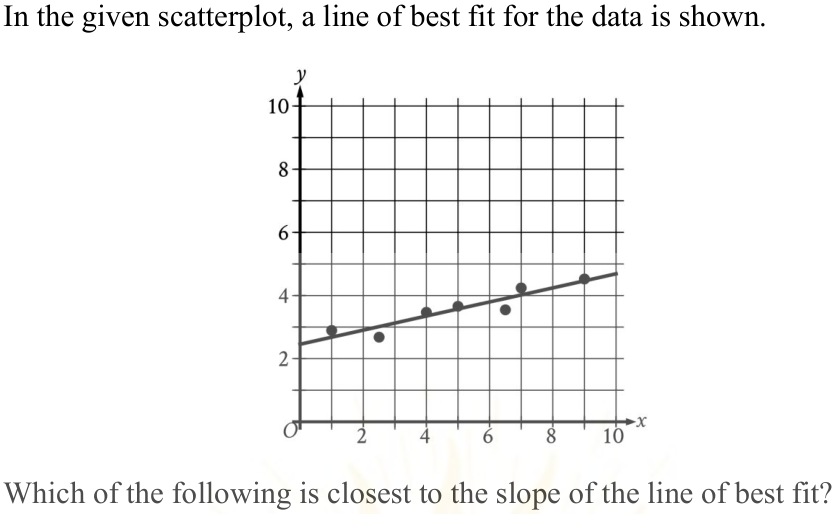 In the given scatterplot, a line of best fit for the data is shown.
y
10
8
6
4
2
O
2 4 6 8 10
x
Which of the following is closest to the slope of the line of best fit?